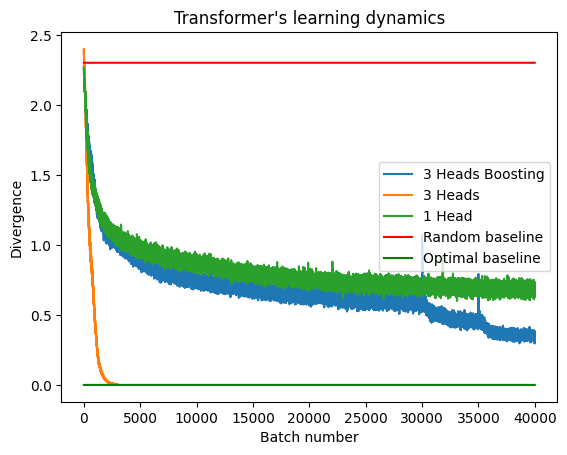 Transformer's learning dynamics
Divergence
2.5
2.0
1.5
1.0
0.5
0.0
3 Heads Boosting
3 Heads
1 Head
Random baseline
Optimal baseline
0 5000 10000 15000 20000 25000 30000 35000 40000
Batch number